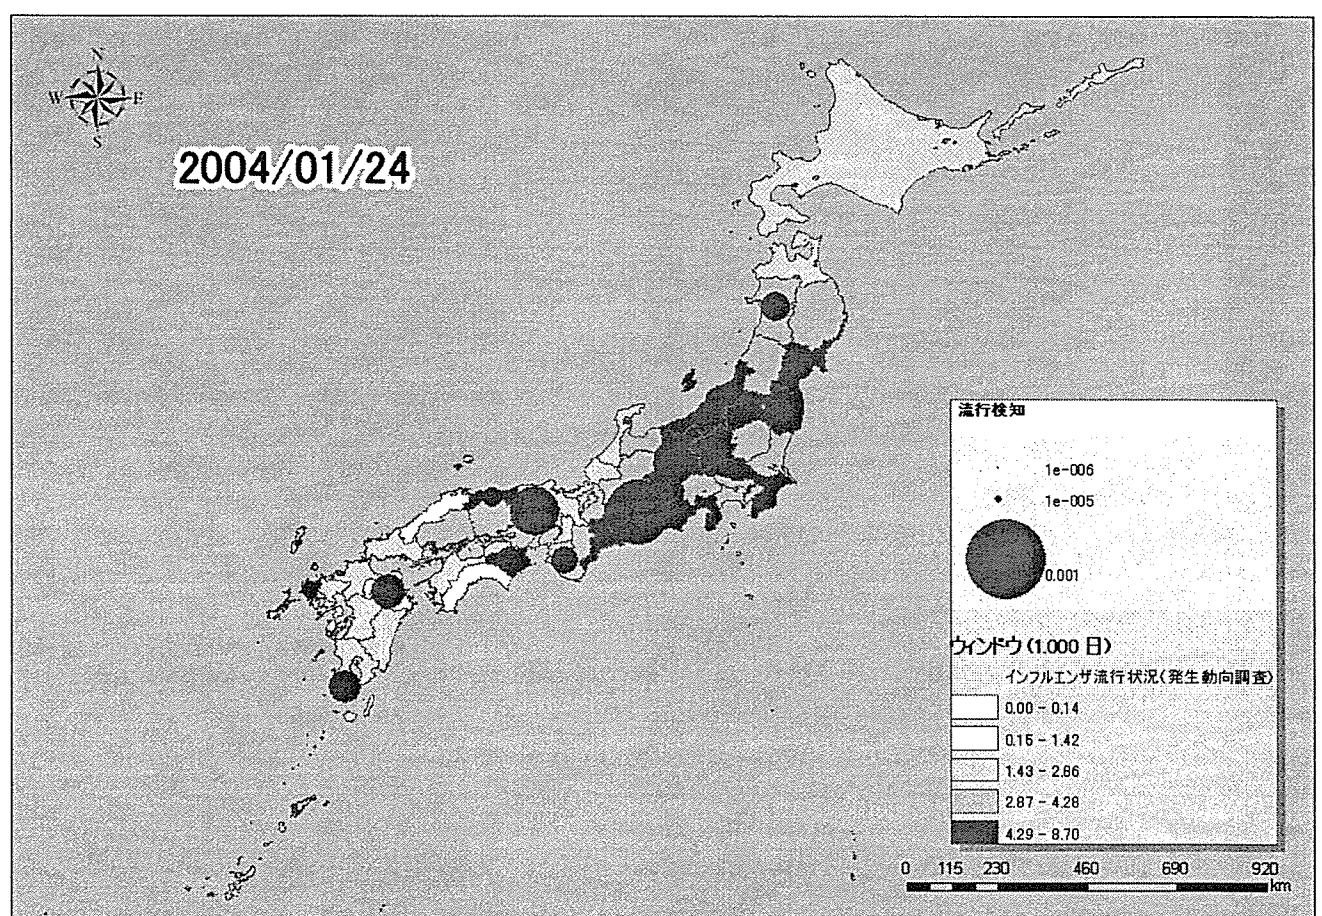 N
W E
S
2004/01/24
流行検知
1e-006
1e-005
0.001
ウィンドウ (1.000 日)
インフルエンザ流行状況(発生動向調査)
0.00 - 0.14
0.15 - 1.42
1.43 - 2.86
2.87 - 4.28
4.29 - 8.70
0 115 230 460 690 920
km